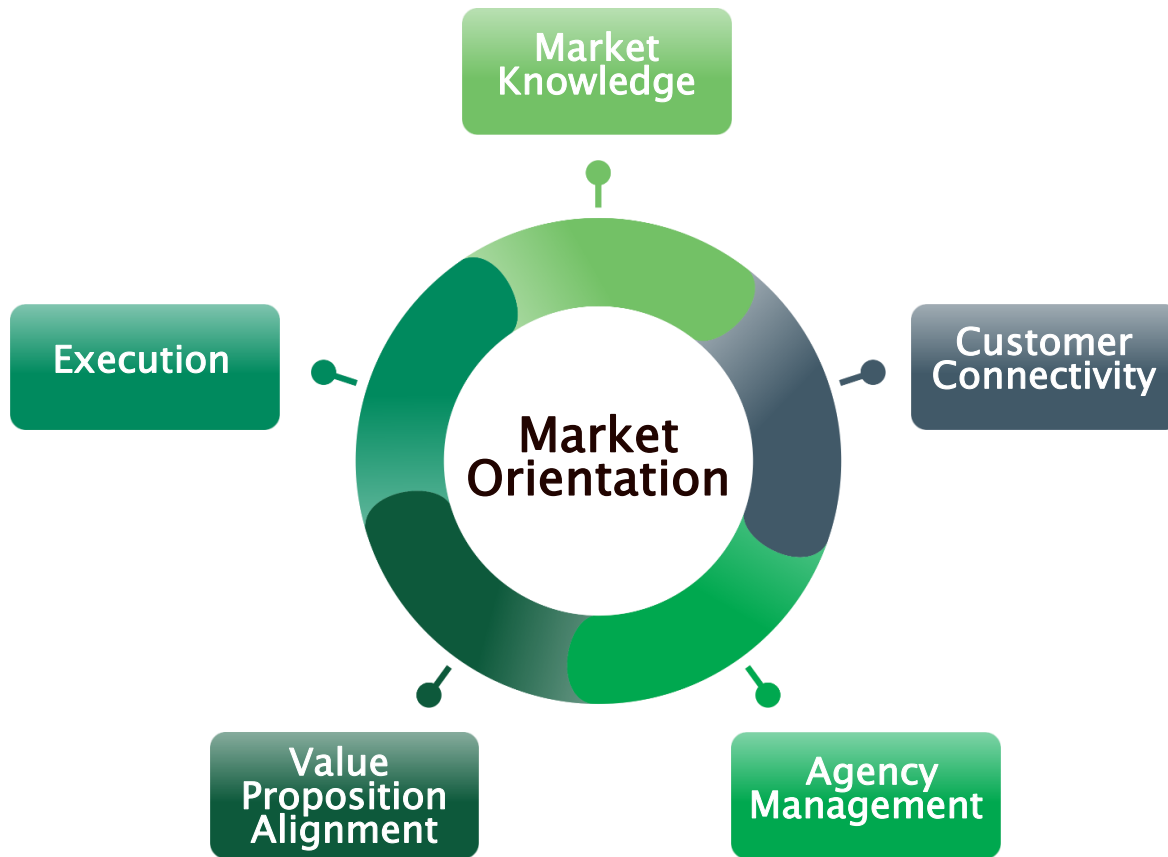 Market
Knowledge
Execution
Customer
Connectivity
Market
Orientation
Value
Proposition
Alignment
Agency
Management